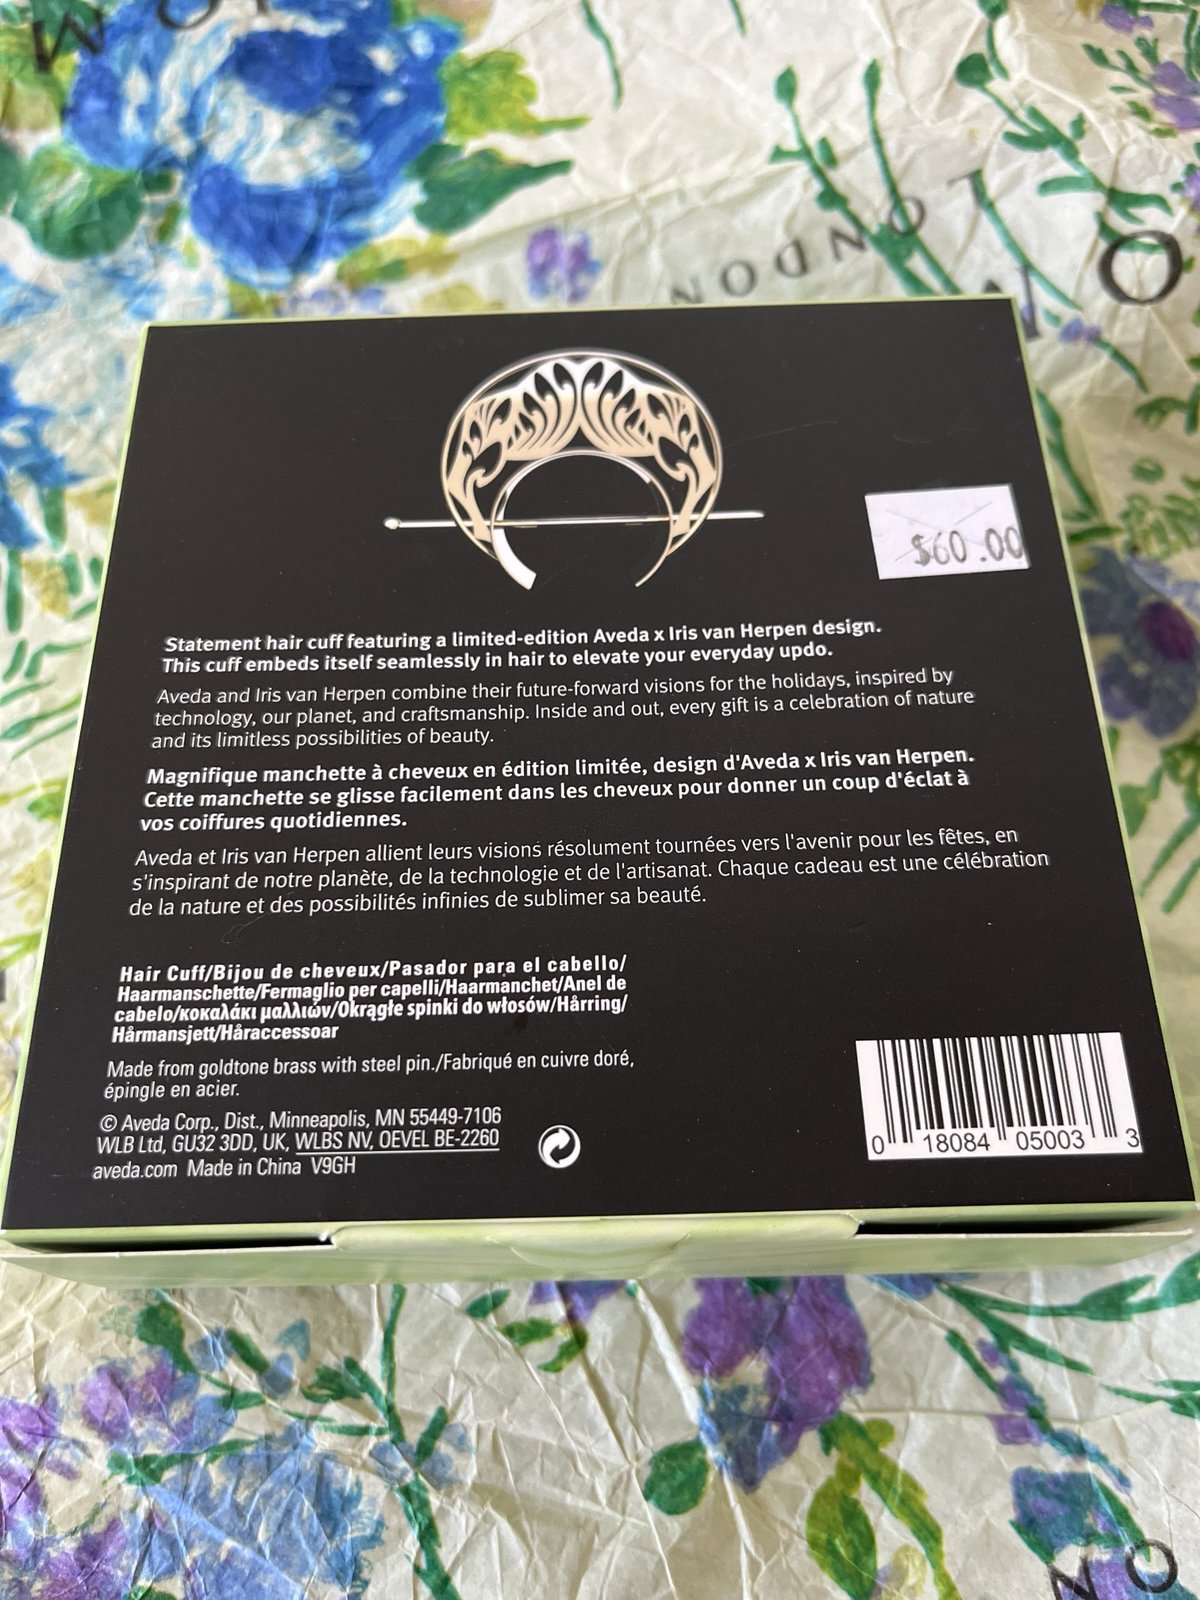 LONDON
$60.00
Statement hair cuff featuring a limited-edition Aveda x Iris van Herpen design.
This cuff embeds itself seamlessly in hair to elevate your everyday updo.
Aveda and Iris van Herpen combine their future-forward visions for the holidays, inspired by
technology, our planet, and craftsmanship. Inside and out, every gift is a celebration of nature
and its limitless possibilities of beauty.
Magnifique manchette à cheveux en édition limitée, design d'Aveda x Iris van Herpen.
Cette manchette se glisse facilement dans les cheveux pour donner un coup d'éclat à
vos coiffures quotidiennes.
Aveda et Iris van Herpen allient leurs visions résolument tournées vers l'avenir pour les fêtes, en
s'inspirant de notre planète, de la technologie et de l'artisanat. Chaque cadeau est une célébration
de la nature et des possibilités infinies de sublimer sa beauté.
Hair Cuff/Bijou de cheveux/Pasador para el cabello/
Haarmanschette/Fermaglio per capelli/Haarmanchet/Anel de
cabelo/κοκαλάκι μαλλιών/Okrągłe spinki do włosów/Hårring/
Hårmansjett/Håraccessoar
Made from goldtone brass with steel pin./Fabriqué en cuivre doré,
épingle en acier.
© Aveda Corp., Dist., Minneapolis, MN 55449-7106
WLB Ltd, GU32 3DD, UK, WLBS NV, OEVEL BE-2260
aveda.com Made in China V9GH
0 18084 05003 3